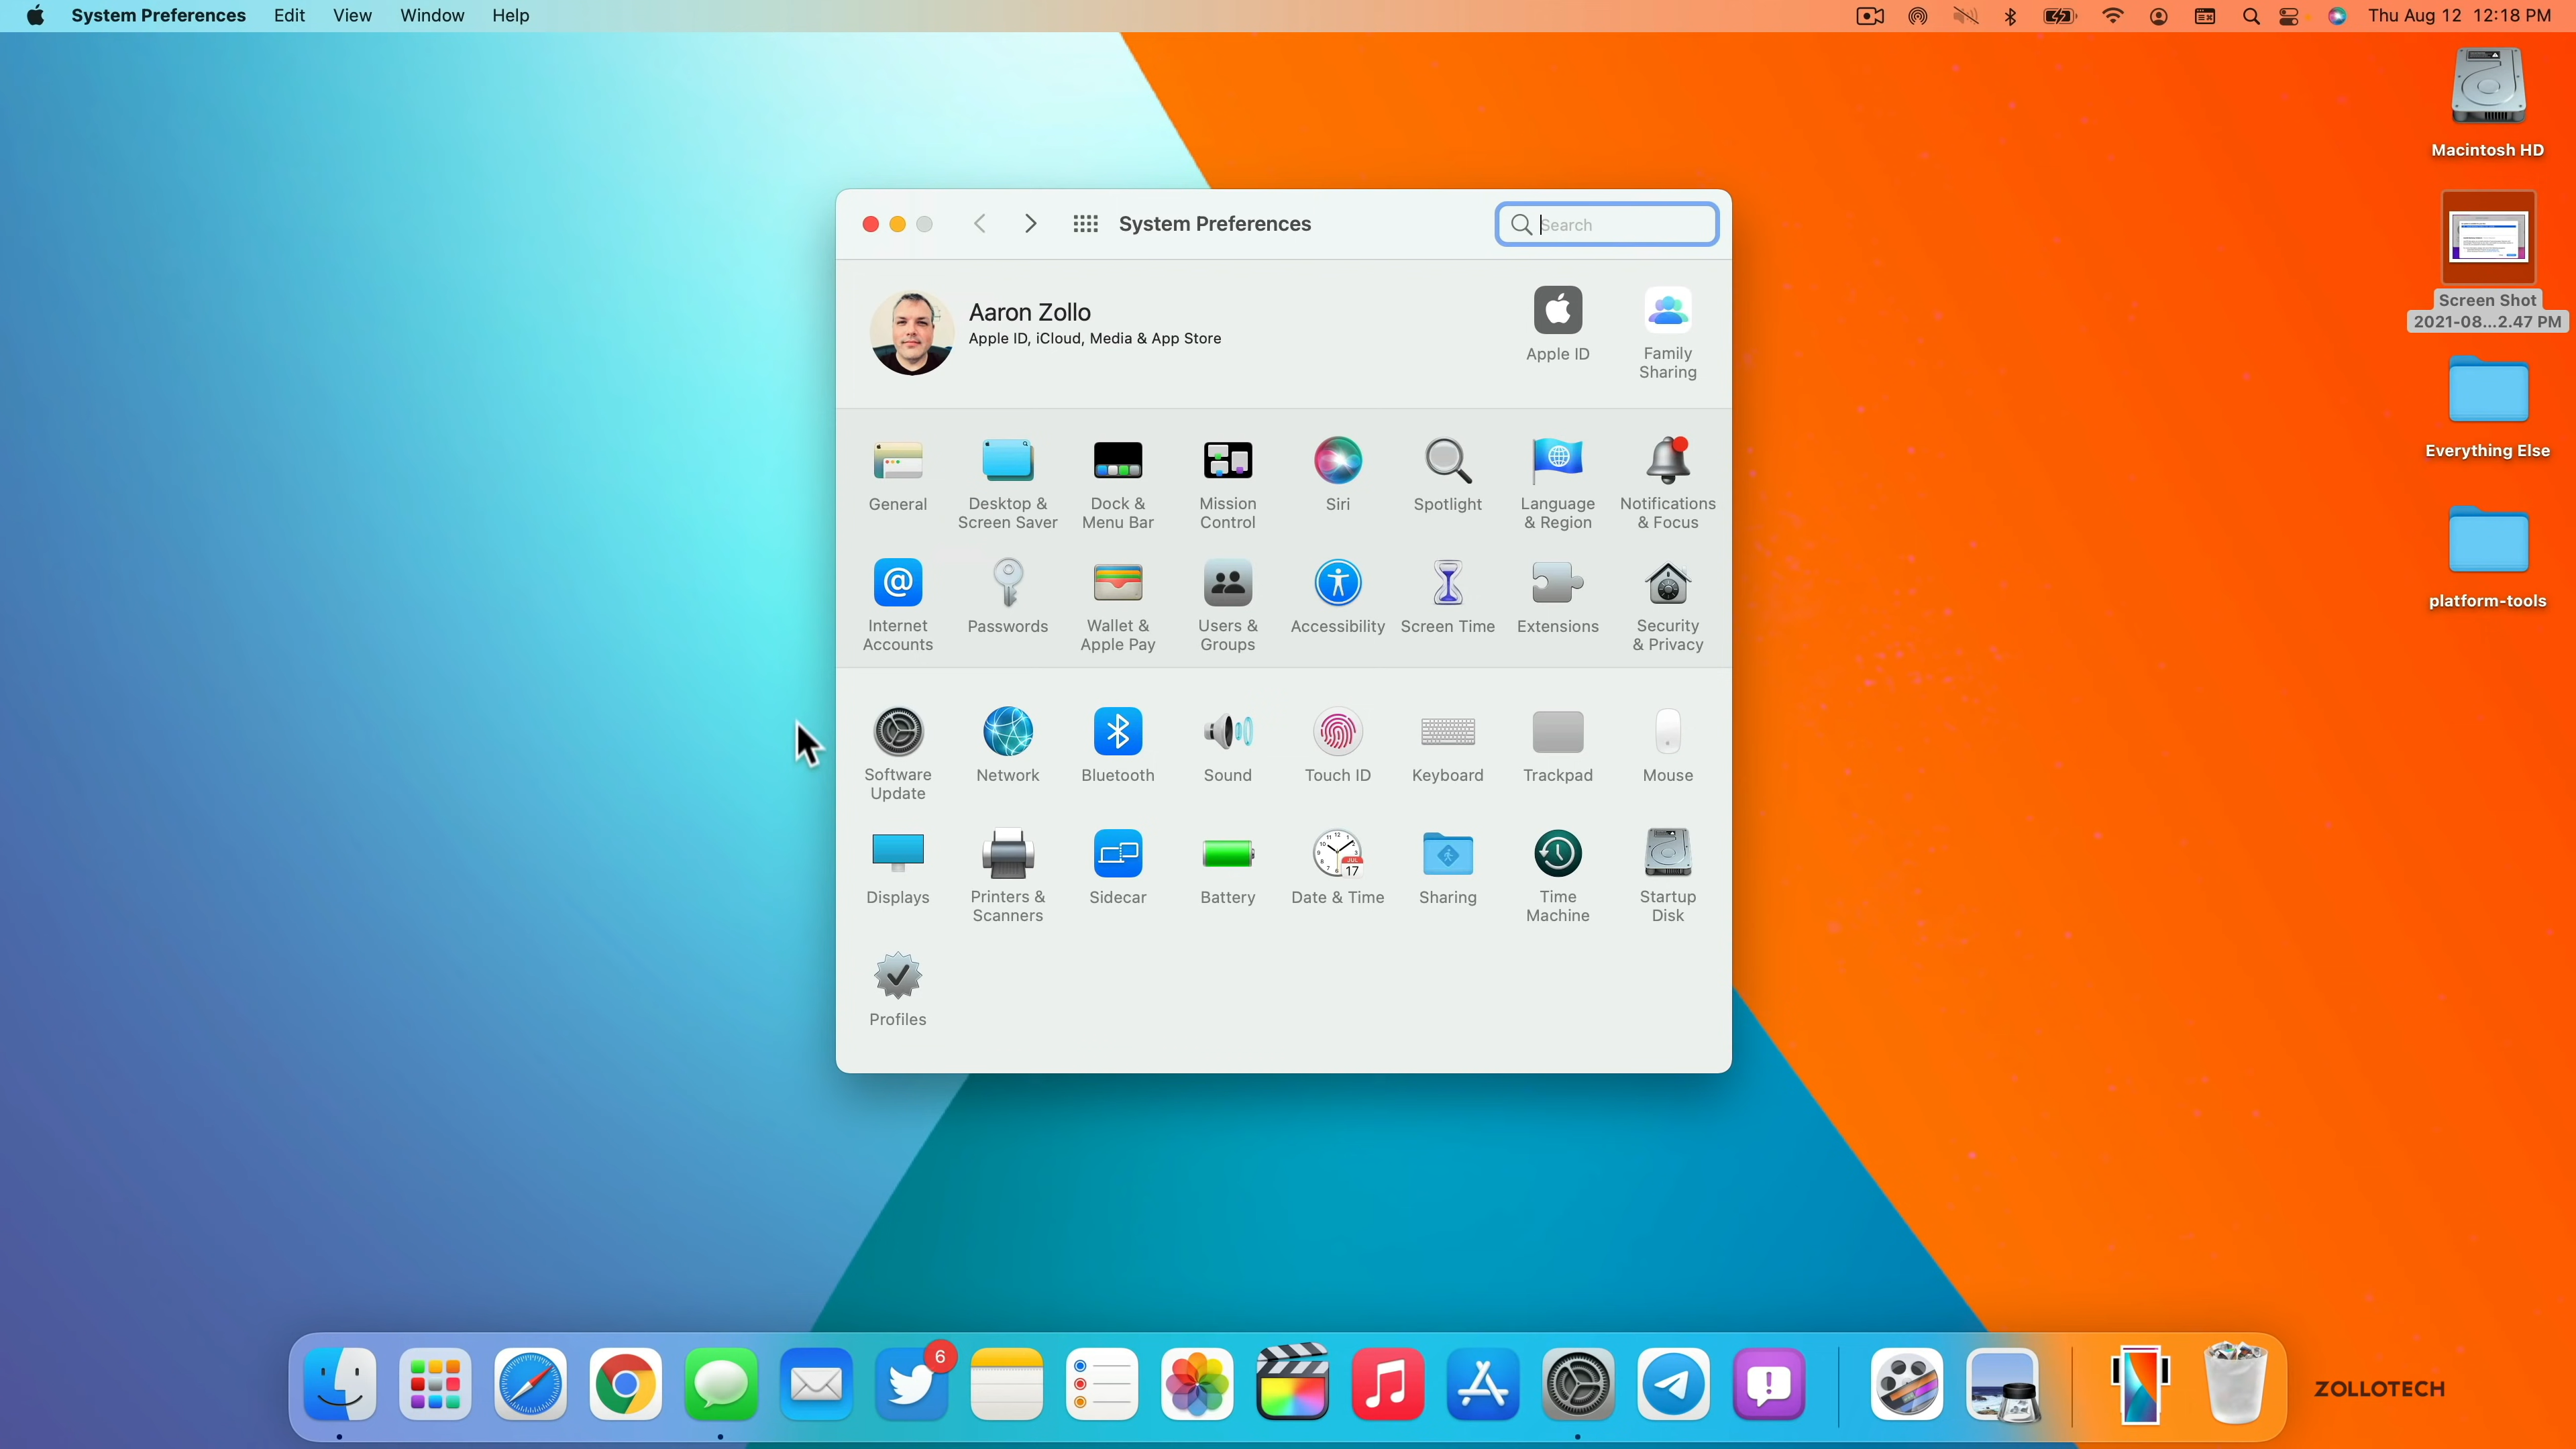 System Preferences Edit View Window Help
Thu Aug 12 12:18 PM
Macintosh HD
Screen Shot
2021-08...2.47 PM
Everything Else
platform-tools
System Preferences
Search
Aaron Zollo
Apple ID, iCloud, Media & App Store
Apple ID
Family
Sharing
General
Desktop &
Screen Saver
Dock &
Menu Bar
Mission
Control
Siri
Spotlight
Language
& Region
Notifications
& Focus
Internet
Accounts
Passwords
Wallet &
Apple Pay
Users &
Groups
Accessibility
Screen Time
Extensions
Security
& Privacy
Software
Update
Network
Bluetooth
Sound
Touch ID
Keyboard
Trackpad
Mouse
Displays
Printers &
Scanners
Sidecar
Battery
JUL
17
Date & Time
Sharing
Time
Machine
Startup
Disk
Profiles
6
ZOLLOTECH